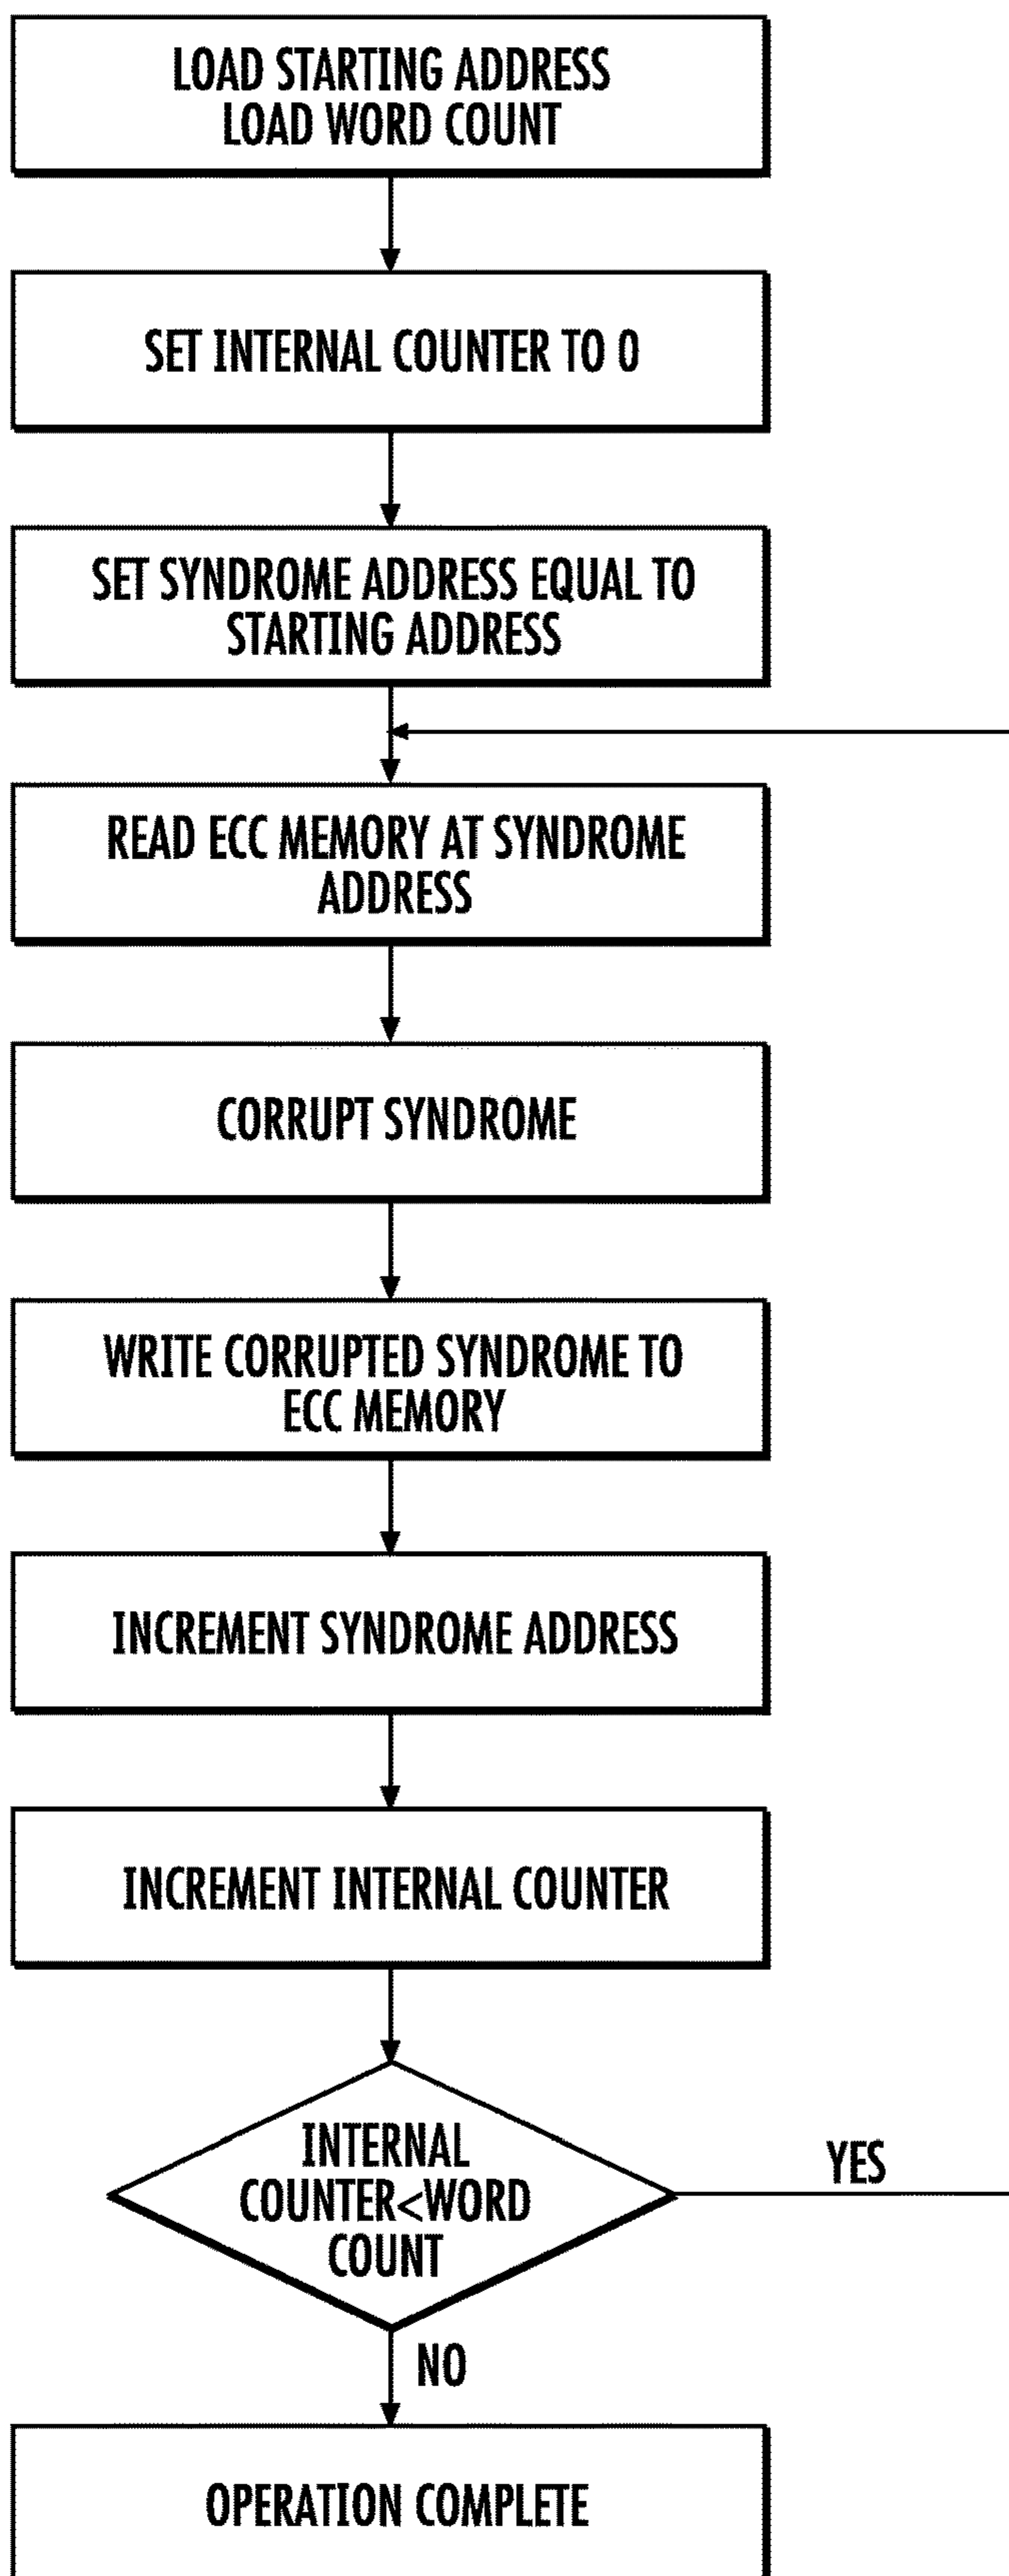 LOAD STARTING ADDRESS
LOAD WORD COUNT
SET INTERNAL COUNTER TO 0
SET SYNDROME ADDRESS EQUAL TO
STARTING ADDRESS
READ ECC MEMORY AT SYNDROME
ADDRESS
CORRUPT SYNDROME
WRITE CORRUPTED SYNDROME TO
ECC MEMORY
INCREMENT SYNDROME ADDRESS
INCREMENT INTERNAL COUNTER
INTERNAL
COUNTER<WORD
COUNT
YES
NO
OPERATION COMPLETE